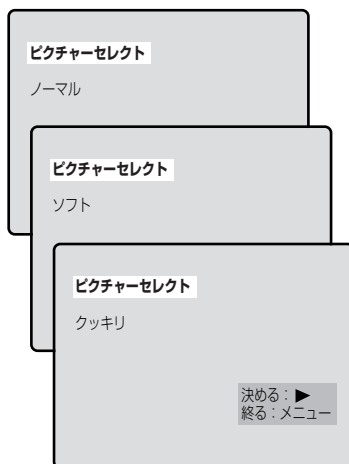 ピクチャーセレクト
ノーマル
ピクチャーセレクト
ソフト
ピクチャーセレクト
クッキリ
決める：▶
終る：メニュー